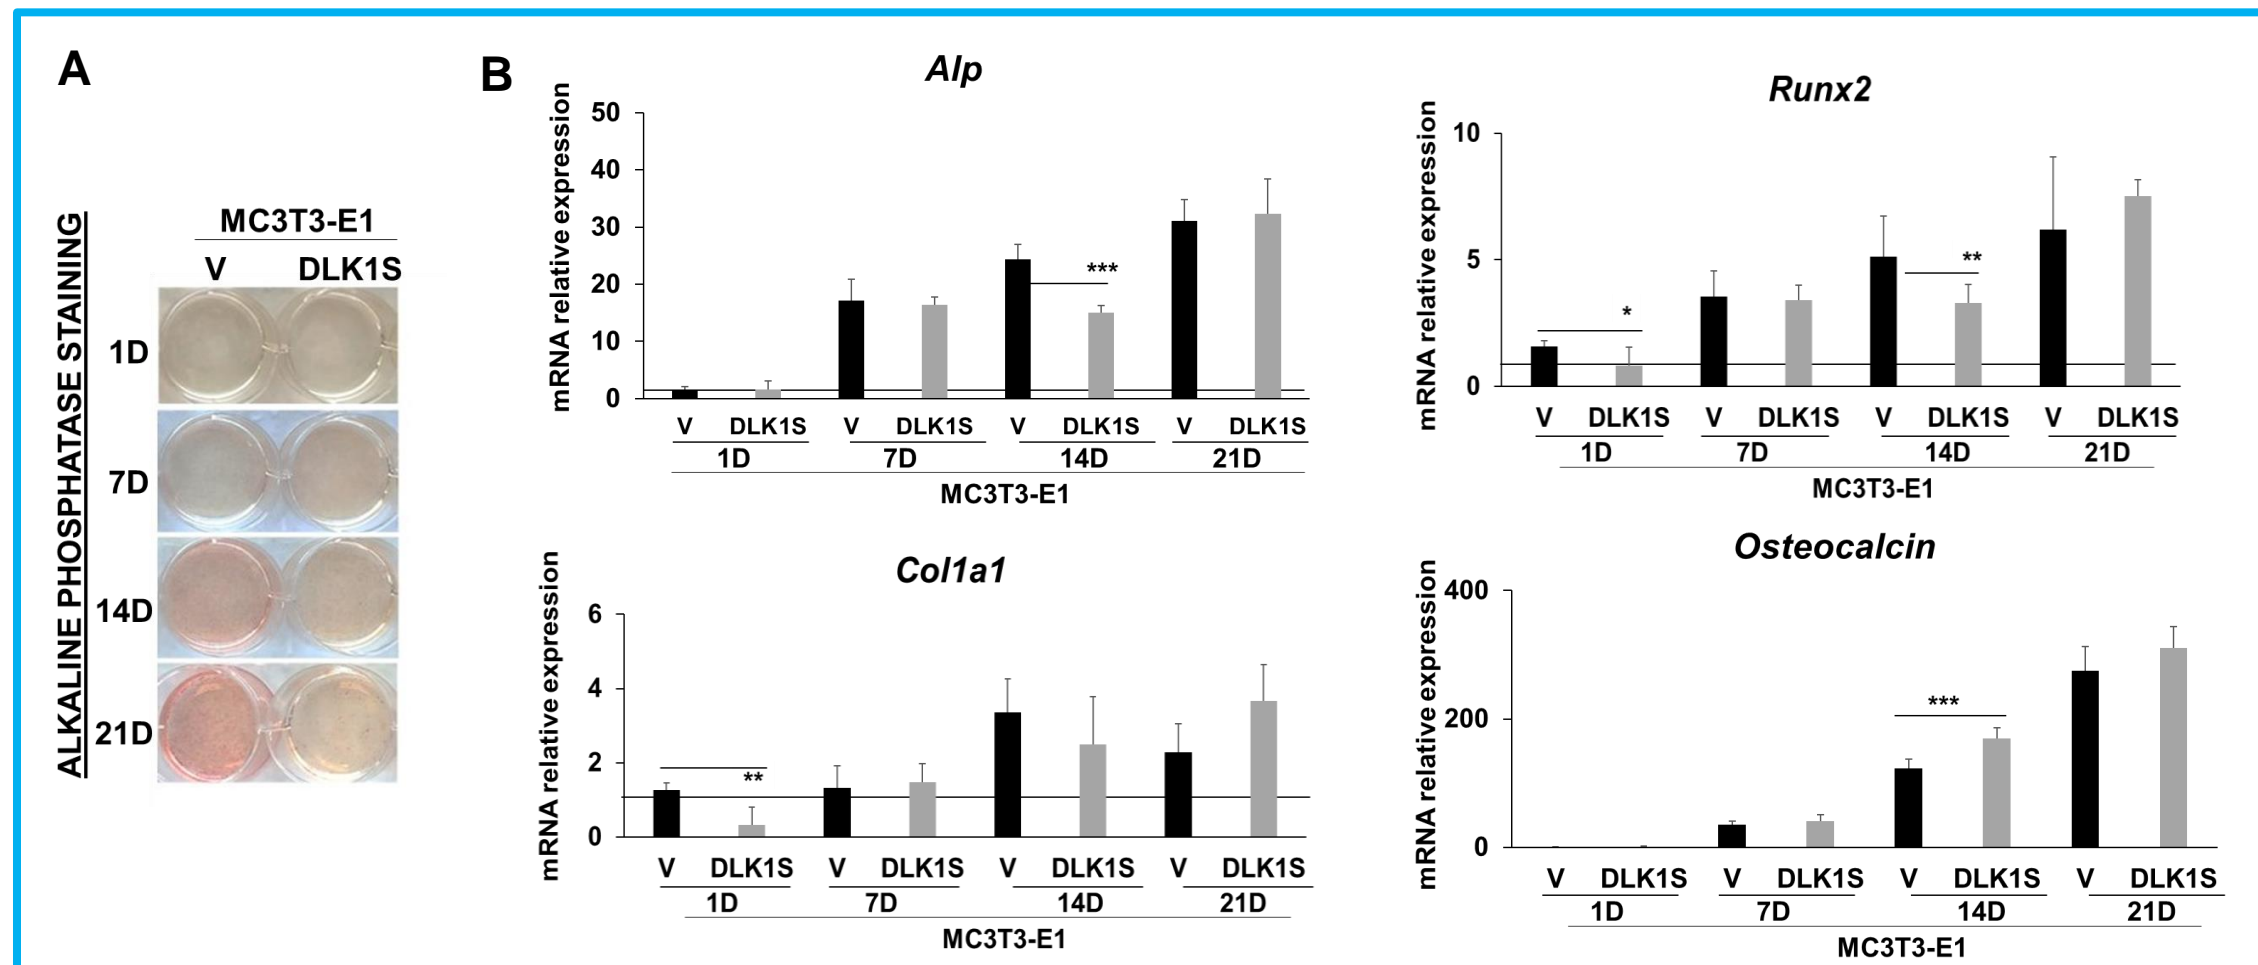 A
ALKALINE PHOSPHATASE STAINING
MC3T3-E1
V DLK1S
1D
7D
14D
21D
B
Alp
mRNA relative expression
50
40
30
20
10
0
***
V DLK1S V DLK1S V DLK1S V DLK1S
1D 7D 14D 21D
MC3T3-E1
Runx2
mRNA relative expression
10
5
0
*
**
V DLK1S V DLK1S V DLK1S V DLK1S
1D 7D 14D 21D
MC3T3-E1
Col1a1
mRNA relative expression
6
4
2
0
**
V DLK1S V DLK1S V DLK1S V DLK1S
1D 7D 14D 21D
MC3T3-E1
Osteocalcin
mRNA relative expression
400
200
0
***
V DLK1S V DLK1S V DLK1S V DLK1S
1D 7D 14D 21D
MC3T3-E1